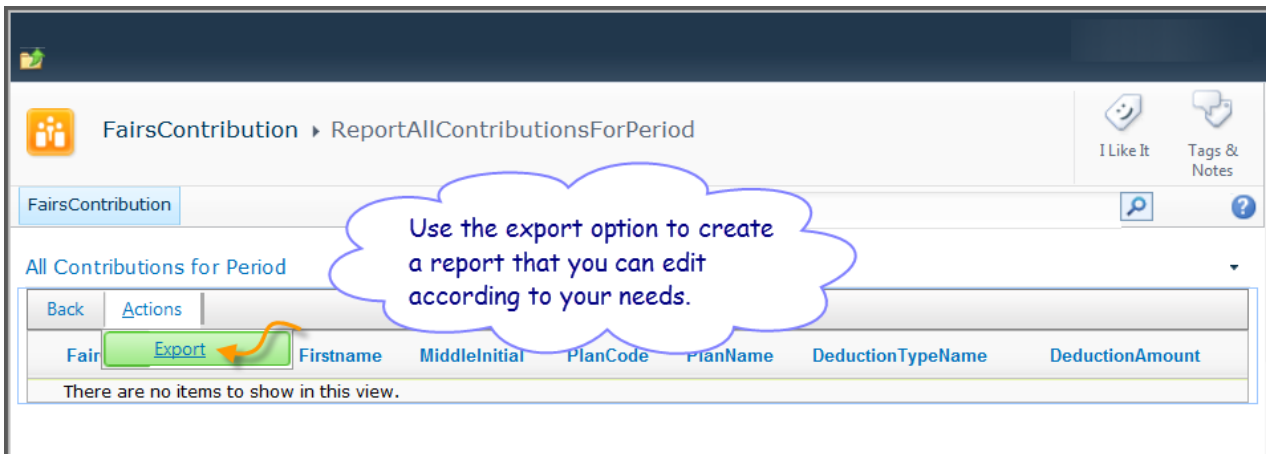 FairsContribution ▸ ReportAllContributionsForPeriod
I Like It
Tags &
Notes
FairsContribution
Use the export option to create
a report that you can edit
according to your needs.
All Contributions for Period
Back Actions
Export
Fair Firstname MiddleInitial PlanCode PlanName DeductionTypeName DeductionAmount
There are no items to show in this view.